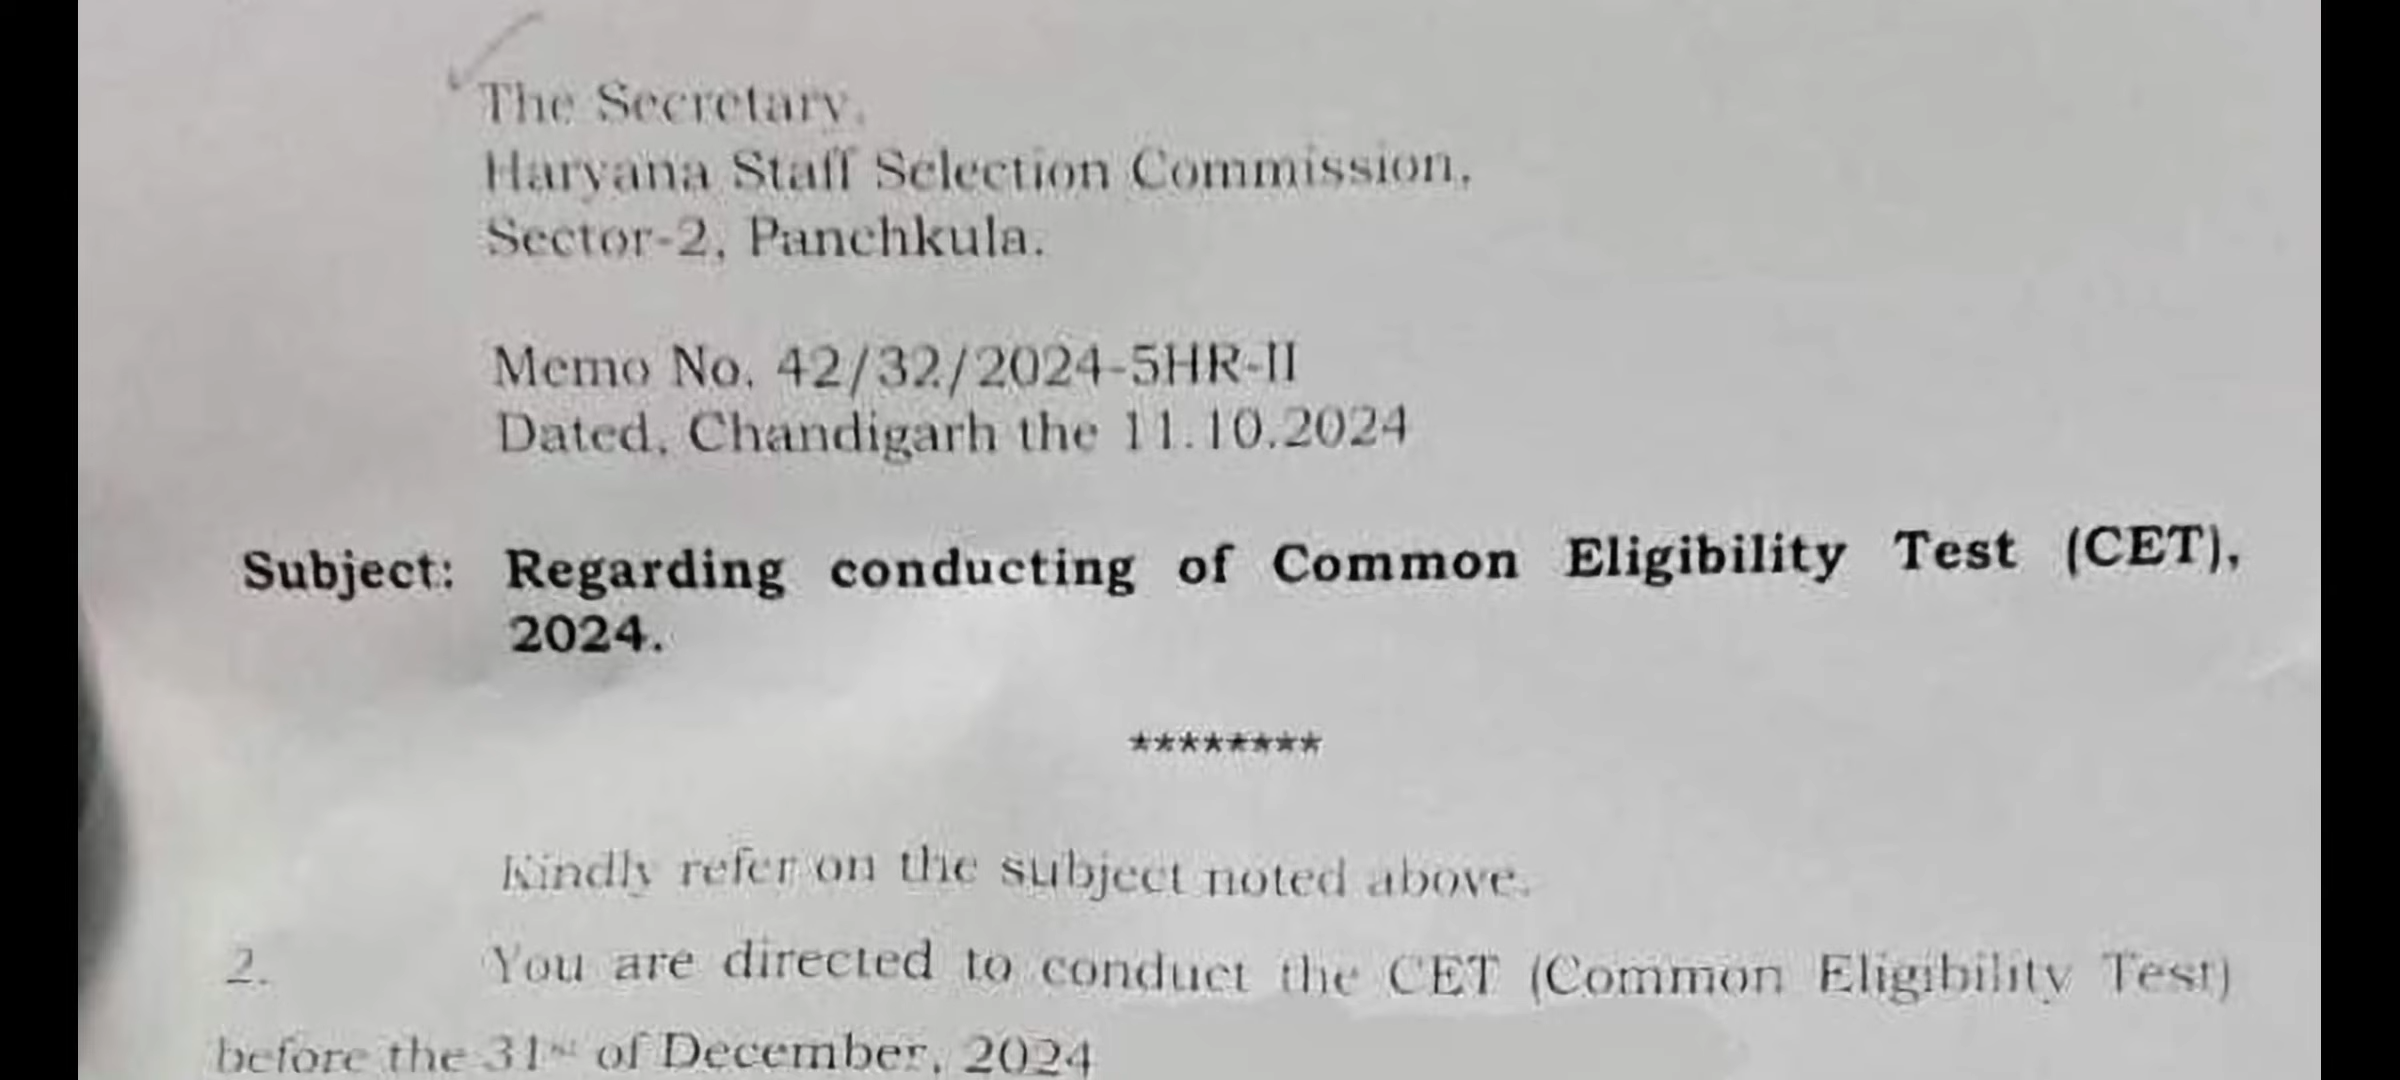 The Secretary,
Haryana Staff Selection Commission,
Sector-2, Panchkula.
Memo No. 42/32/2024-5HR-II
Dated, Chandigarh the 11.10.2024
Subject: Regarding conducting of Common Eligibility Test (CET),
2024.
********
Kindly refer on the subject noted above.
2. You are directed to conduct the CET (Common Eligibility Test)
before the 31st of December, 2024